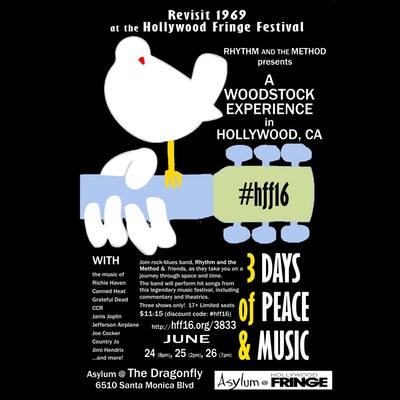 Revisit 1969
at the Hollywood Fringe Festival
RHYTHM AND THE METHOD
presents
A
WOODSTOCK
EXPERIENCE
in
HOLLYWOOD, CA
#hff16
WITH
the music of
Richie Haven
Canned Heat
Grateful Dead
CCR
Janis Joplin
Jefferson Airplane
Joe Cocker
Country Jo
Jimi Hendrix
...and more!
Join rock-blues band, Rhythm and the
Method & friends, as they take you on a
journey through space and time.
The band will perform hit songs from
this legendary music festival, including
commentary and theatrics.
Three shows only! 17+ Limited seats
$11-15 (discount code: #hff16)
http://hff16.org/3833
JUNE
24 (8pm), 25 (2pm), 26 (7pm)
3 DAYS
of PEACE
& MUSIC
Asylum @ The Dragonfly
6510 Santa Monica Blvd
Asylum @ HOLLYWOOD
FRINGE